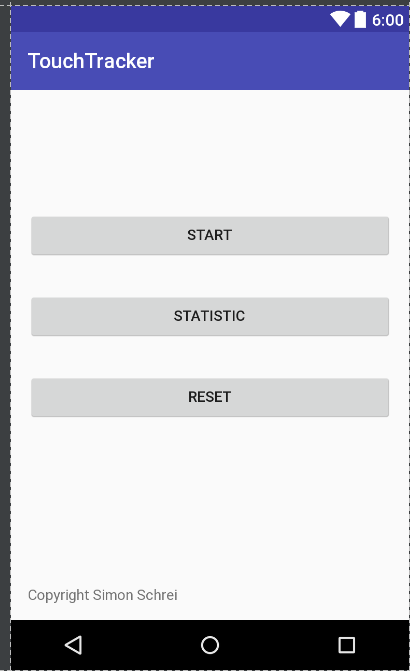 6:00
TouchTracker
START
STATISTIC
RESET
Copyright Simon Schrei